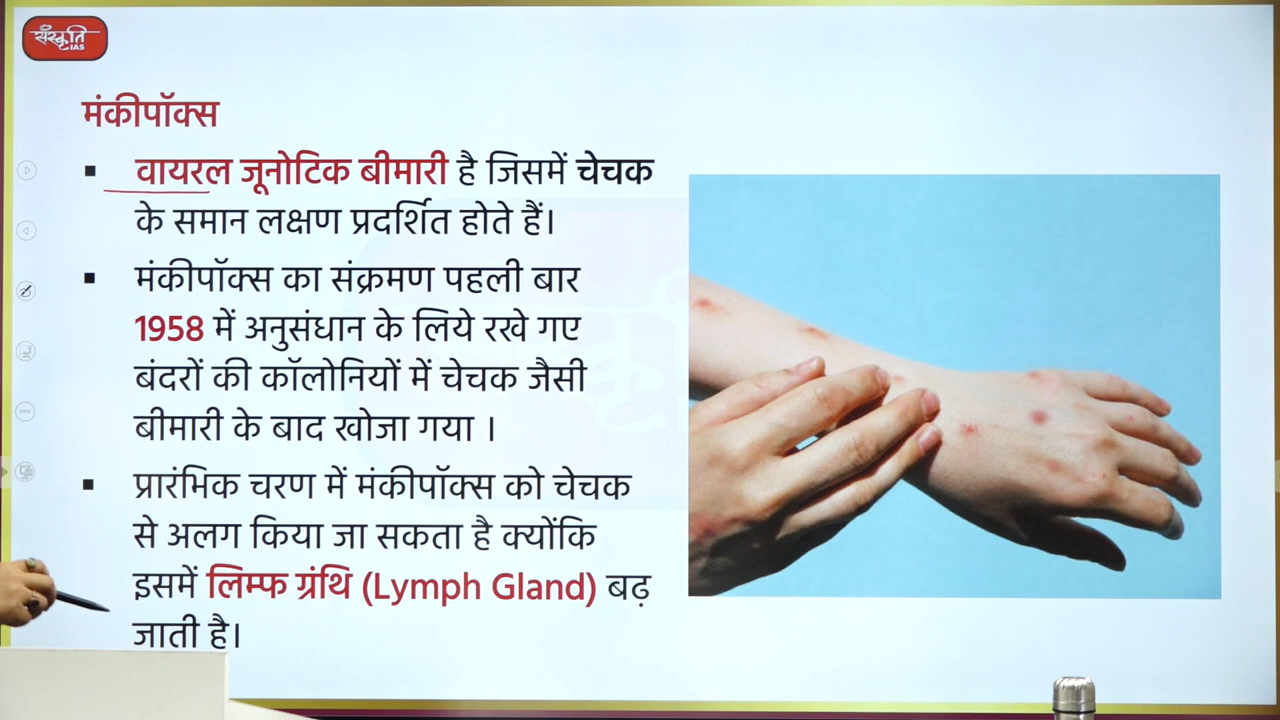 संस्कृति
IAS
मंकीपॉक्स
▪ वायरल जूनोटिक बीमारी है जिसमें चेचक
के समान लक्षण प्रदर्शित होते हैं।
▪ मंकीपॉक्स का संक्रमण पहली बार
1958 में अनुसंधान के लिये रखे गए
बंदरों की कॉलोनियों में चेचक जैसी
बीमारी के बाद खोजा गया ।
▪ प्रारंभिक चरण में मंकीपॉक्स को चेचक
से अलग किया जा सकता है क्योंकि
इसमें लिम्फ ग्रंथि (Lymph Gland) बढ़
जाती है।